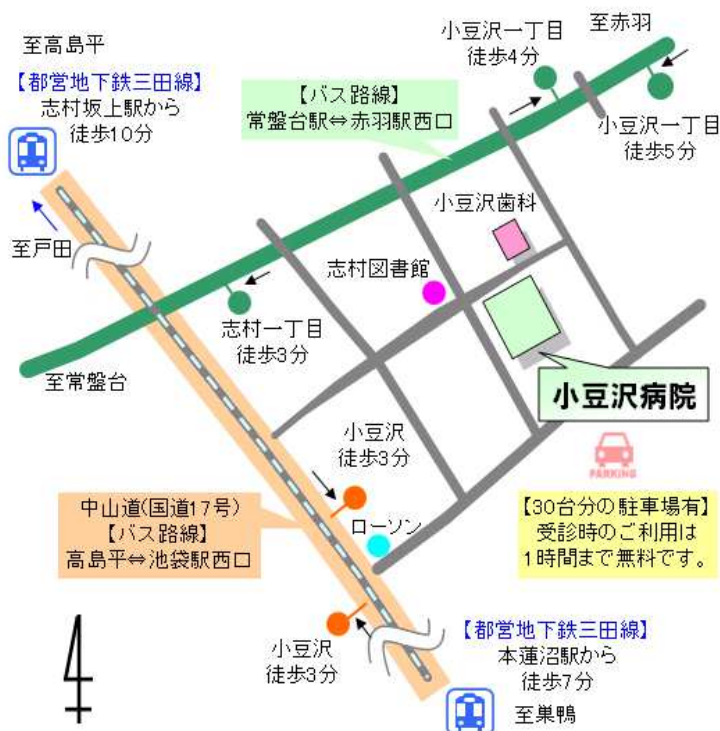 至高島平
【都営地下鉄三田線】
志村坂上駅から
徒歩10分
小豆沢一丁目
徒歩4分
至赤羽
【バス路線】
常盤台駅⇔赤羽駅西口
小豆沢一丁目
徒歩5分
小豆沢歯科
至戸田
志村図書館
志村一丁目
徒歩3分
至常盤台
小豆沢病院
小豆沢
徒歩3分
PARKING
中山道(国道17号)
【バス路線】
高島平⇔池袋駅西口
ローソン
【30台分の駐車場有】
受診時のご利用は
1時間まで無料です。
小豆沢
徒歩3分
【都営地下鉄三田線】
本蓮沼駅から
徒歩7分
至巣鴨